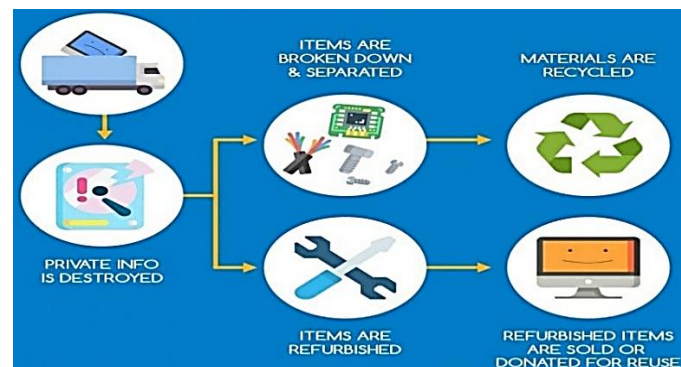 ITEMS ARE
BROKEN DOWN
& SEPARATED
MATERIALS ARE
RECYCLED
PRIVATE INFO
IS DESTROYED
ITEMS ARE
REFURBISHED
REFURBISHED ITEMS
ARE SOLD OR
DONATED FOR REUSE